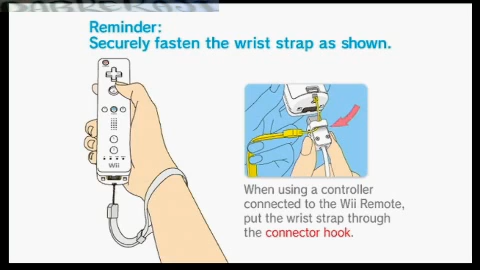 DARKCROST
Reminder:
Securely fasten the wrist strap as shown.
Wii
When using a controller
connected to the Wii Remote,
put the wrist strap through
the connector hook.